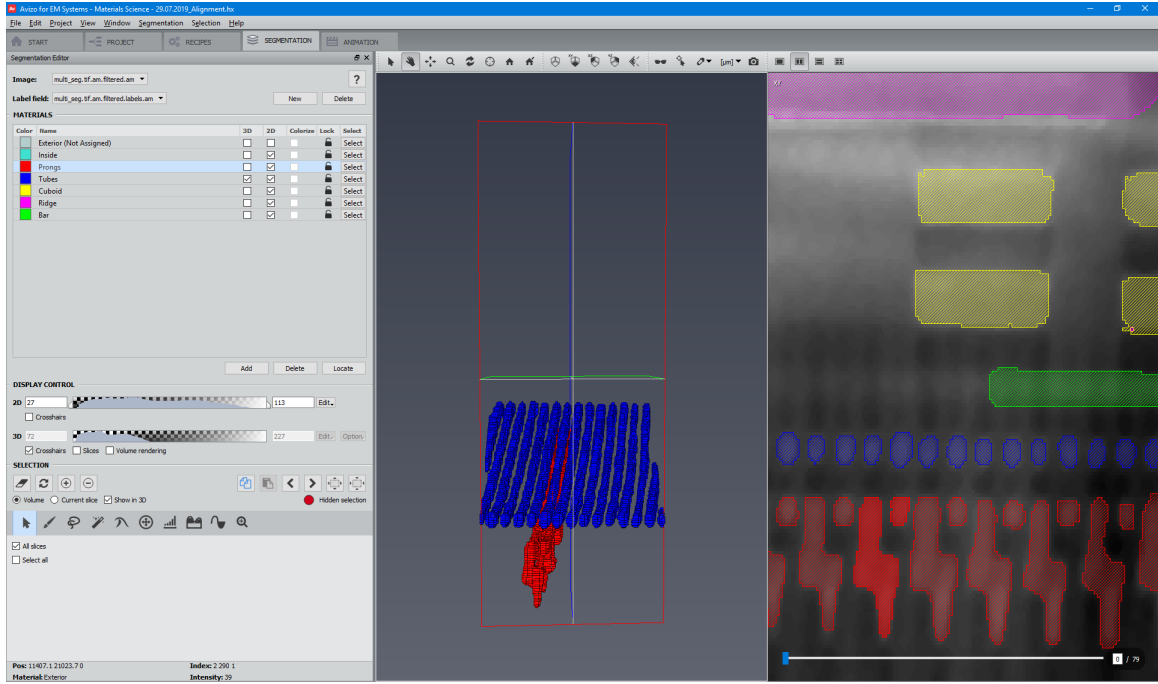 Avizo for EM Systems - Materials Science - 29.07.2019_Alignment.hx
File Edit Project View Window Segmentation Selection Help
START PROJECT RECIPES SEGMENTATION ANIMATION
Segmentation Editor
Image: multi_seg.tif.am.filtered.am ?
Label field: multi_seg.tif.am.filtered.labels.am New Delete
MATERIALS
Color Name 3D 2D Colorize Lock Select
Exterior (Not Assigned) Select
Inside Select
Prongs Select
Tubes Select
Cuboid Select
Ridge Select
Bar Select
Add Delete Locate
DISPLAY CONTROL
2D 27 113 Edit
Crosshairs
3D 72 227 Edit Option
Crosshairs Slices Volume rendering
SELECTION
Volume Current slice Show in 3D Hidden selection
All slices
Select all
Pos: 11407.1 21023.7 0 Index: 2 290 1
Material: Exterior Intensity: 39
[µm]
xy
0 / 79